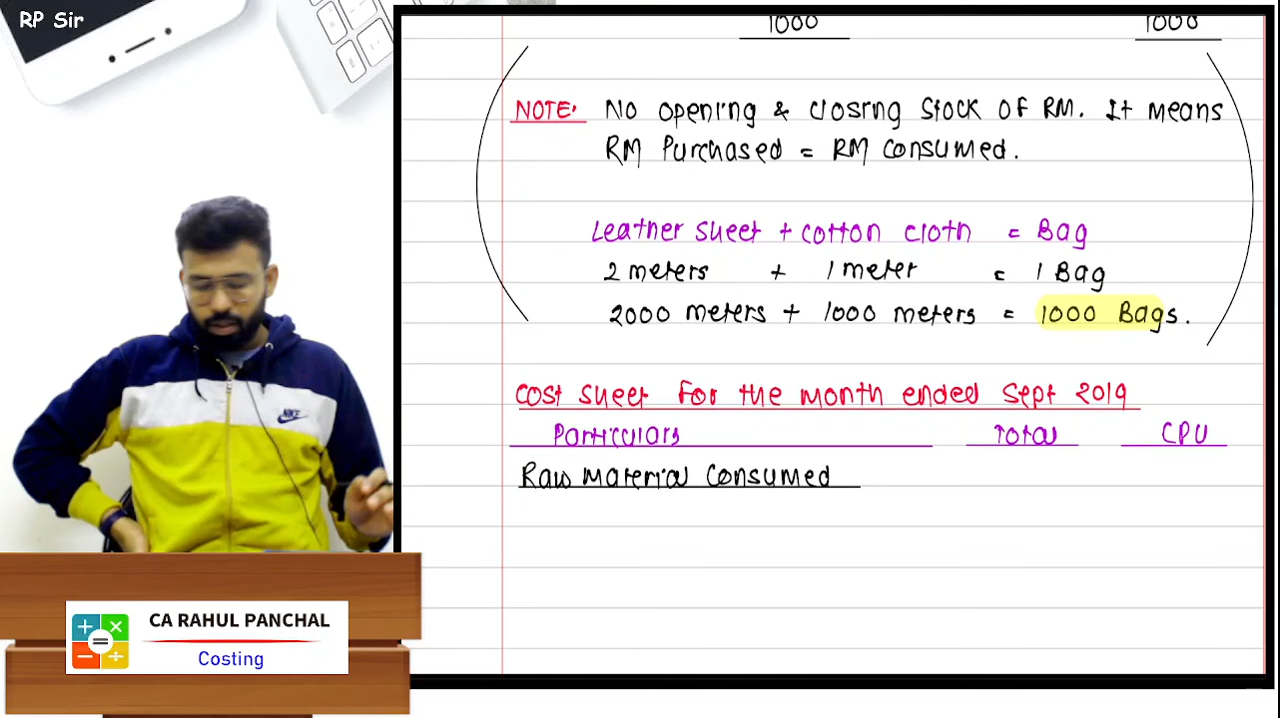 RP Sir
1000 1000
NOTE: No opening & closing stock of RM. It means
RM Purchased = RM consumed.
Leather sheet + cotton cloth = Bag
2 meters + 1 meter = 1 Bag
2000 meters + 1000 meters = 1000 Bags.
Cost sheet for the month ended Sept 2019
Particulars Total CPU
Raw Material Consumed
NIKE
CA RAHUL PANCHAL
Costing